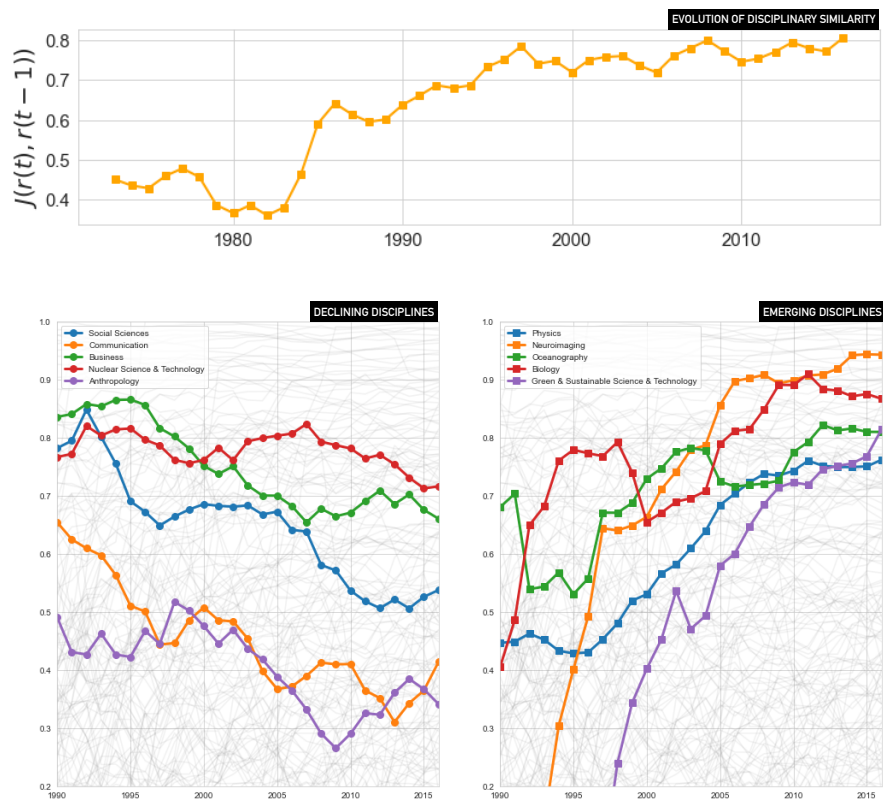 EVOLUTION OF DISCIPLINARY SIMILARITY
J(r(t), r(t − 1))
0.8
0.7
0.6
0.5
0.4
1980 1990 2000 2010
DECLINING DISCIPLINES
1.0
0.9
0.8
0.7
0.6
0.5
0.4
0.3
0.2
Social Sciences
Communication
Business
Nuclear Science & Technology
Anthropology
1990 1995 2000 2005 2010 2015
EMERGING DISCIPLINES
1.0
0.9
0.8
0.7
0.6
0.5
0.4
0.3
0.2
Physics
Neuroimaging
Oceanography
Biology
Green & Sustainable Science & Technology
1990 1995 2000 2005 2010 2015